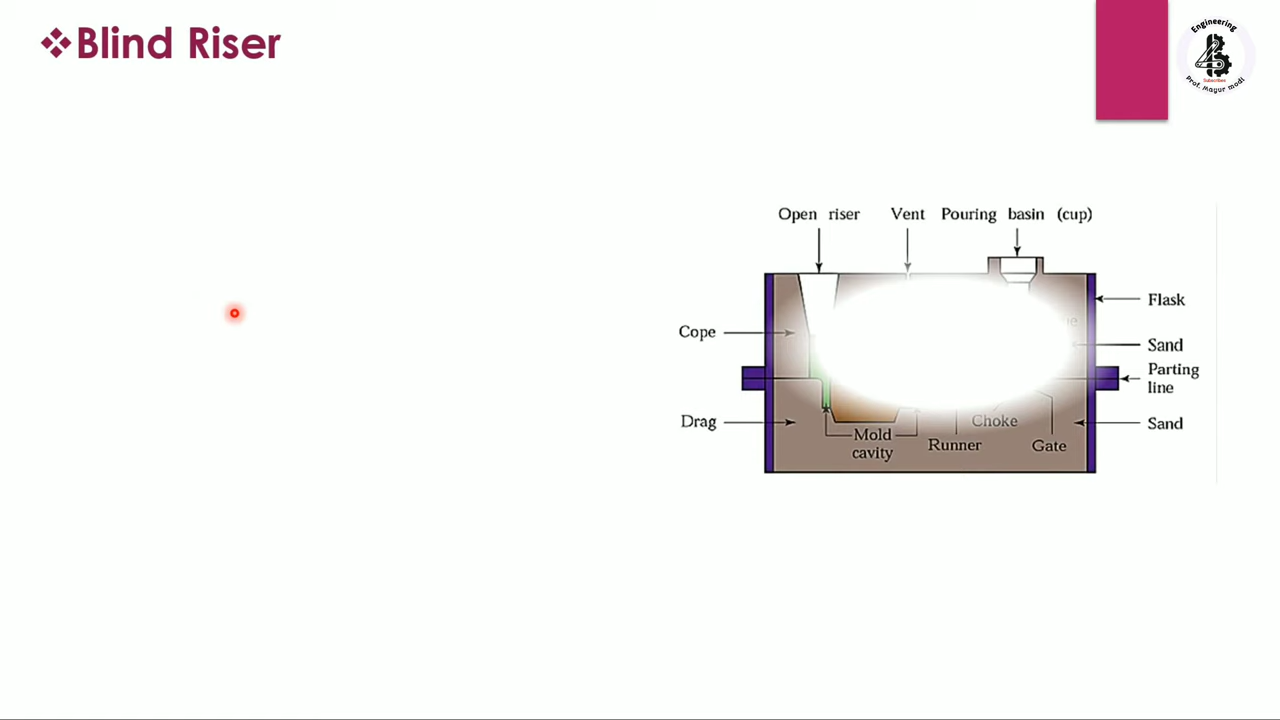 ❖Blind Riser
Engineering
Subscribes
Prof. Mayur modi
Open riser
Vent
Pouring basin (cup)
Flask
Cope
Sand
Parting
line
Drag
Sand
Mold
cavity
Choke
Runner
Gate